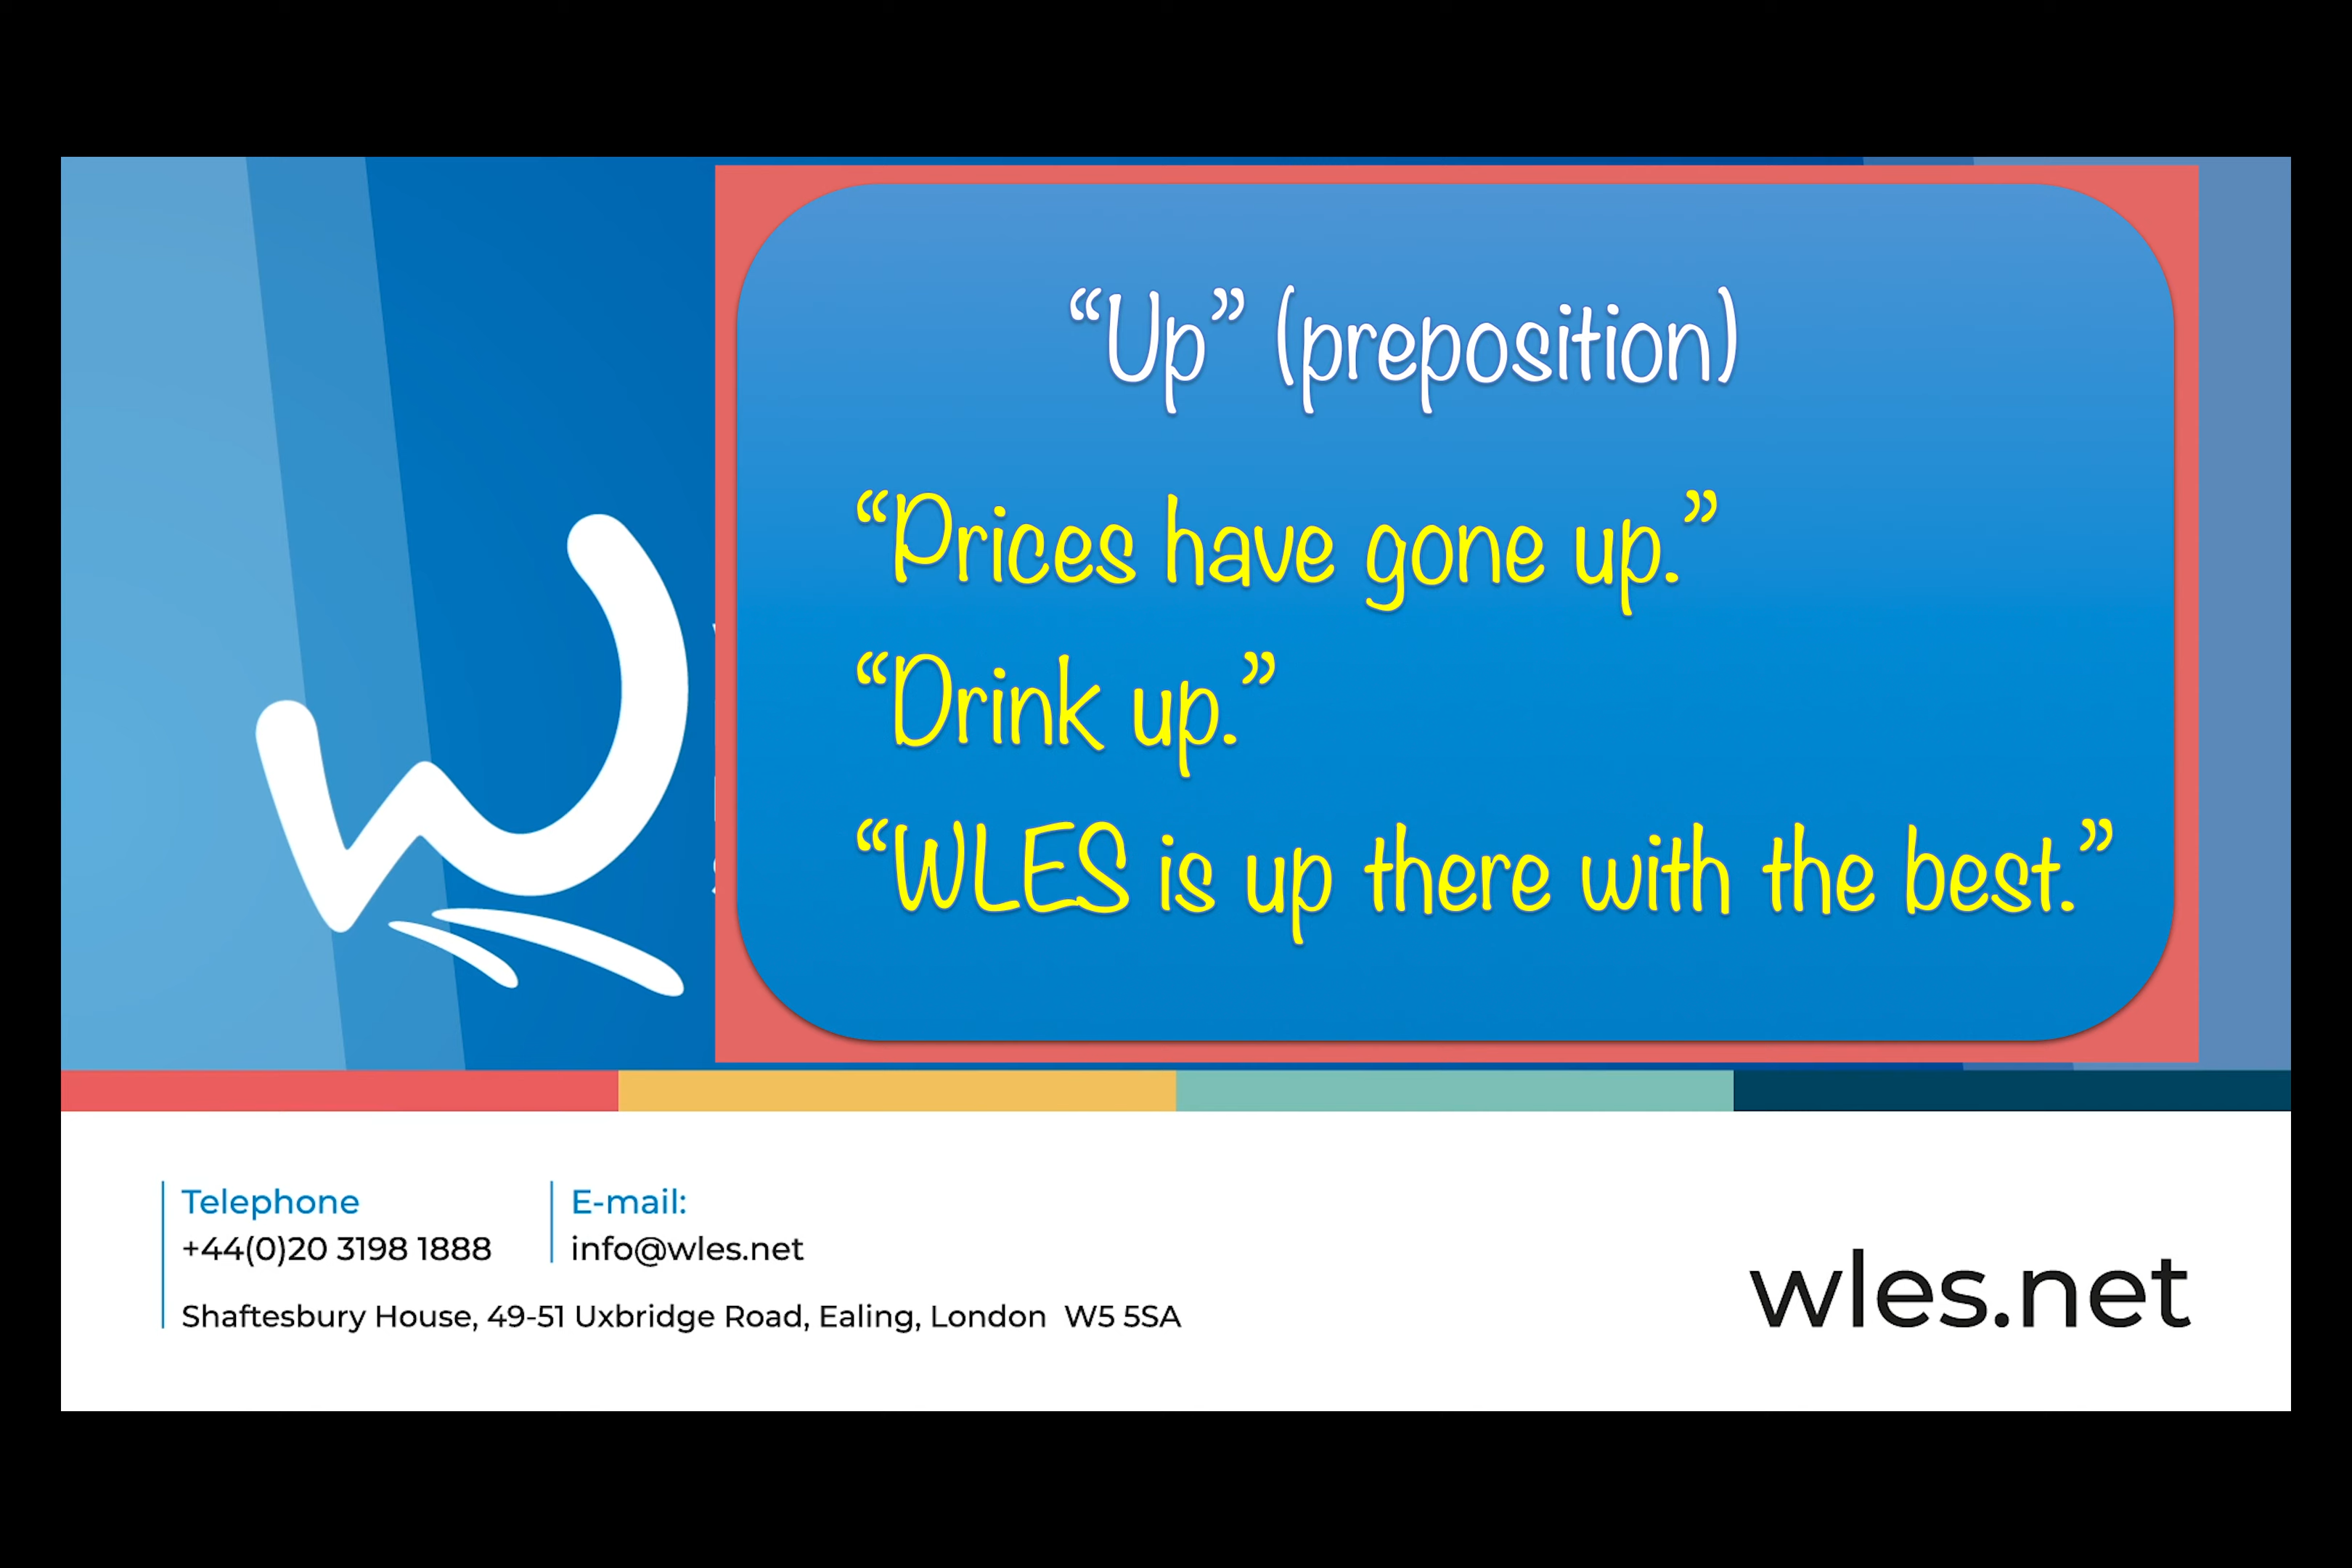 “Up” (preposition)
“Prices have gone up.”
“Drink up.”
“WLES is up there with the best.”
Telephone
+44(0)20 3198 1888
E-mail:
info@wles.net
Shaftesbury House, 49-51 Uxbridge Road, Ealing, London W5 5SA
wles.net